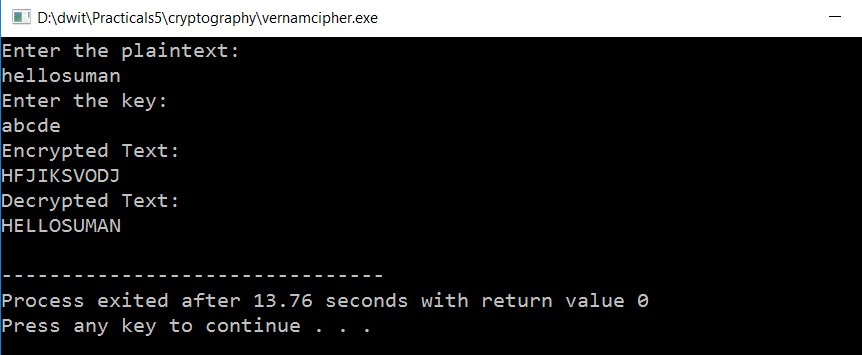 D:\dwit\Practicals5\cryptography\vernamcipher.exe
Enter the plaintext:
hellosuman
Enter the key:
abcde
Encrypted Text:
HFJIKSVODJ
Decrypted Text:
HELLOSUMAN
--------------------------------
Process exited after 13.76 seconds with return value 0
Press any key to continue . . .